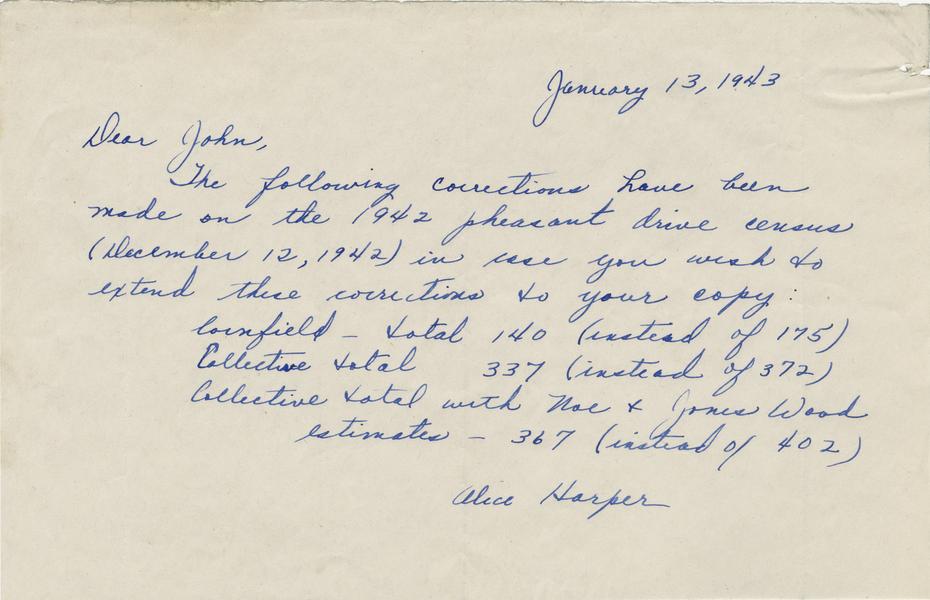 January 13, 1943
Dear John,
The following corrections have been
made on the 1942 pheasant drive census
(December 12, 1942) in case you wish to
extend these corrections to your copy:
Cornfield - total 140 (instead of 175)
Collective total 337 (instead of 372)
Collective total with Noe & Jones Wood
estimates - 367 (instead of 402)
Alice Harper